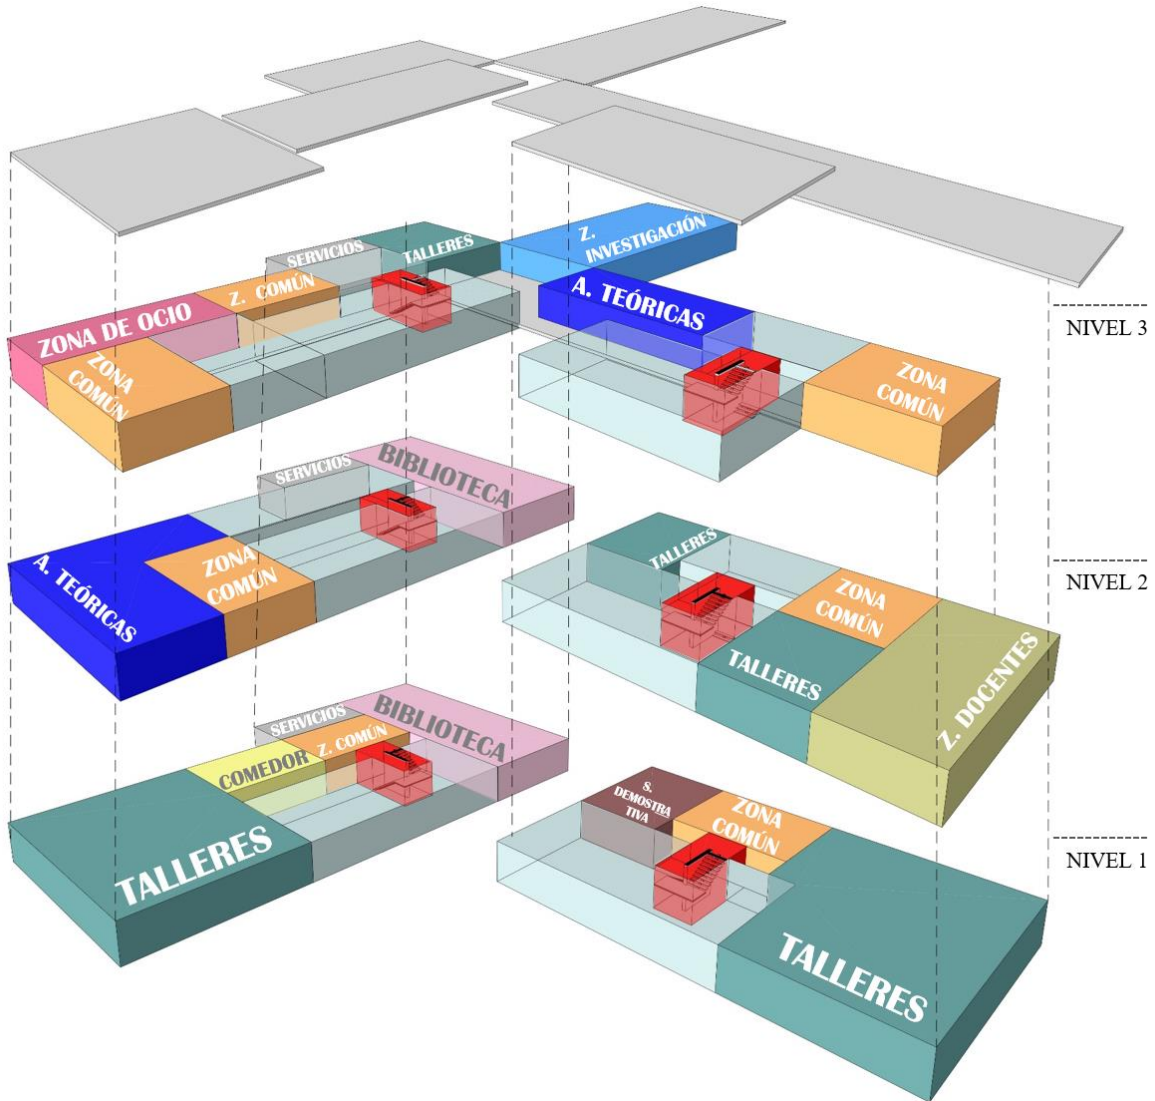 Z.
INVESTIGACIÓN
SERVICIOS
TALLERES
Z. COMÚN
ZONA DE OCIO
ZONA
COMÚN
A. TEÓRICAS
ZONA
COMÚN
NIVEL 3
SERVICIOS
BIBLIOTECA
A. TEÓRICAS
ZONA
COMÚN
TALLERES
ZONA
COMÚN
TALLERES
Z. DOCENTES
NIVEL 2
SERVICIOS
BIBLIOTECA
Z. COMÚN
COMEDOR
TALLERES
S.
DEMOSTRA
TIVA
ZONA
COMÚN
TALLERES
NIVEL 1